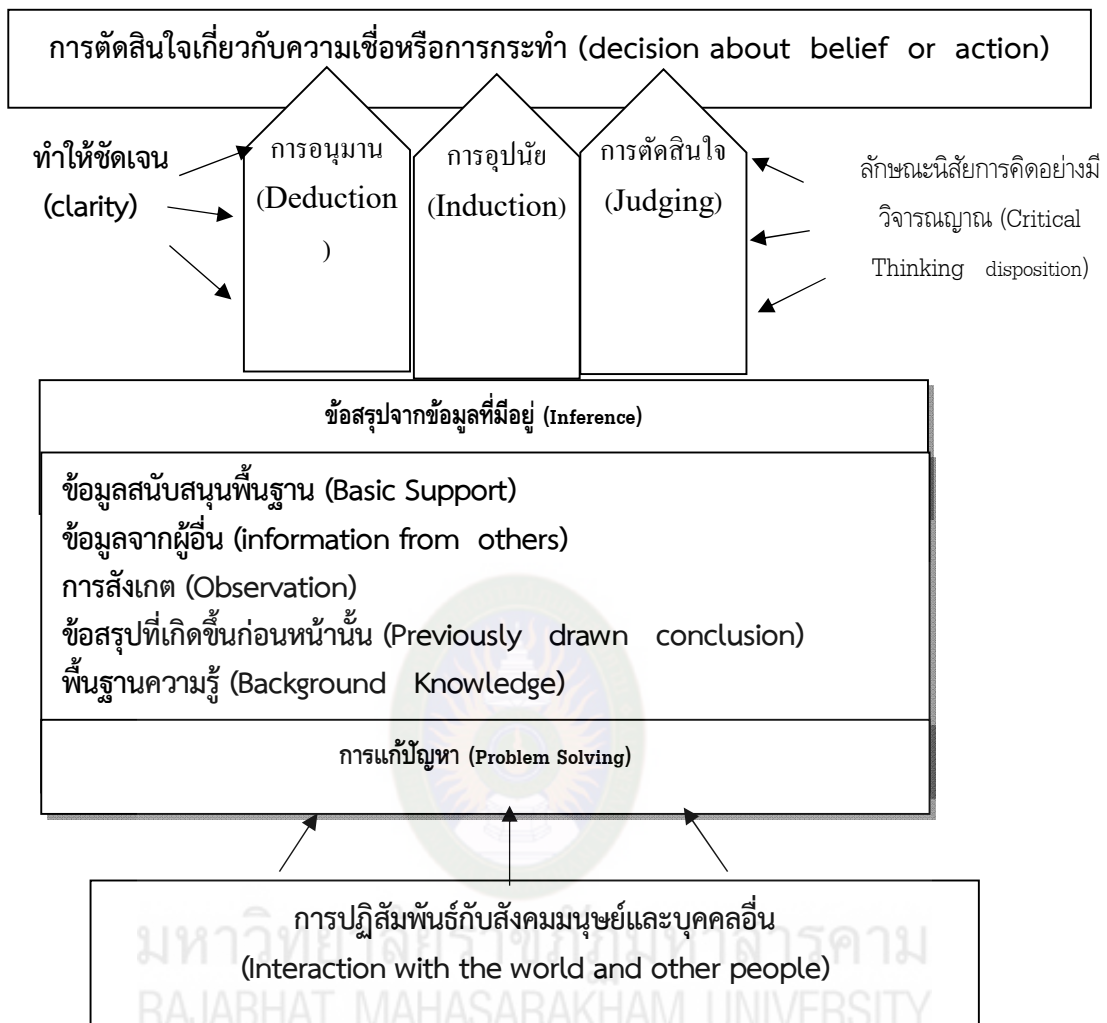 การตัดสินใจเกี่ยวกับความเชื่อหรือการกระทำ (decision about belief or action)
ทำให้ชัดเจน
(clarity)
การอนุมาน
(Deduction
)
การอุปนัย
(Induction)
การตัดสินใจ
(Judging)
ลักษณะนิสัยการคิดอย่างมี
วิจารณญาณ (Critical
Thinking disposition)
ข้อสรุปจากข้อมูลที่มีอยู่ (Inference)
ข้อมูลสนับสนุนพื้นฐาน (Basic Support)
ข้อมูลจากผู้อื่น (information from others)
การสังเกต (Observation)
ข้อสรุปที่เกิดขึ้นก่อนหน้านั้น (Previously drawn conclusion)
พื้นฐานความรู้ (Background Knowledge)
การแก้ปัญหา (Problem Solving)
การปฏิสัมพันธ์กับสังคมมนุษย์และบุคคลอื่น
มหาวิทยาลัยราชภัฏมหาสารคาม
(Interaction with the world and other people)
RAJABHAT MAHASARAKHAM UNIVERSITY